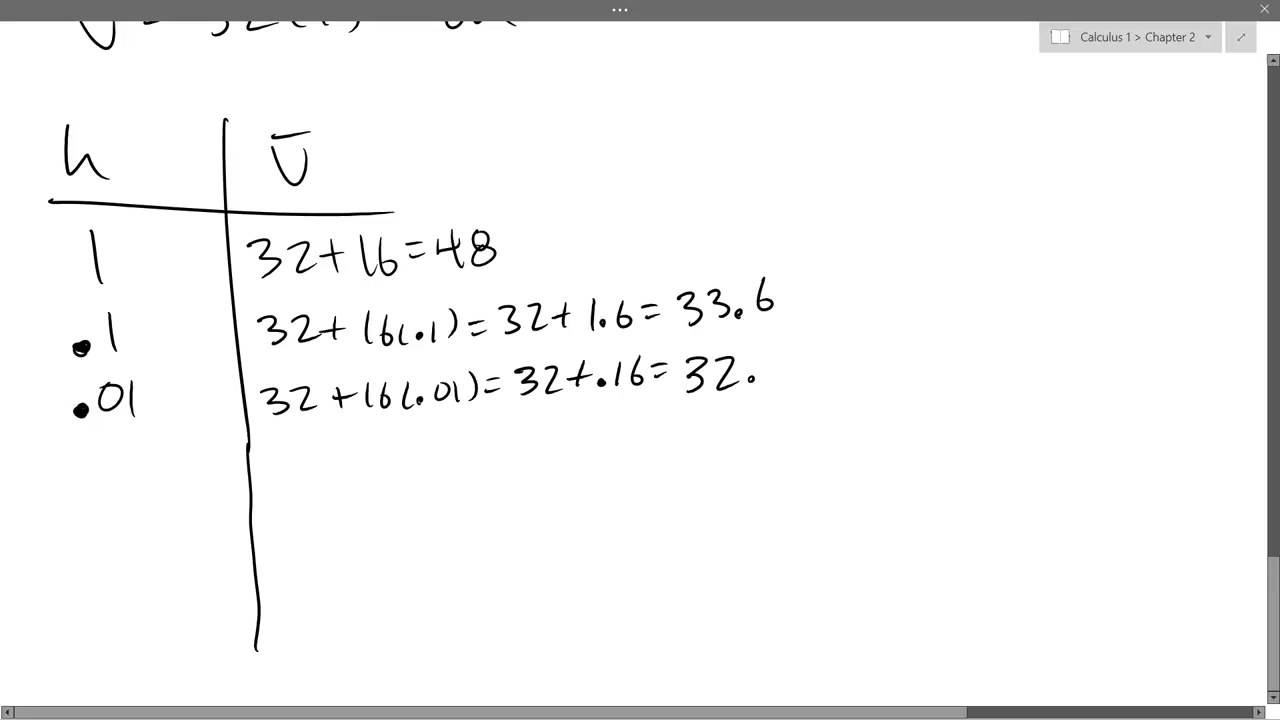 Calculus 1 > Chapter 2
h v̄
1 32+16=48
.1 32+16(.1)=32+1.6=33.6
.01 32+16(.01)=32+.16=32.